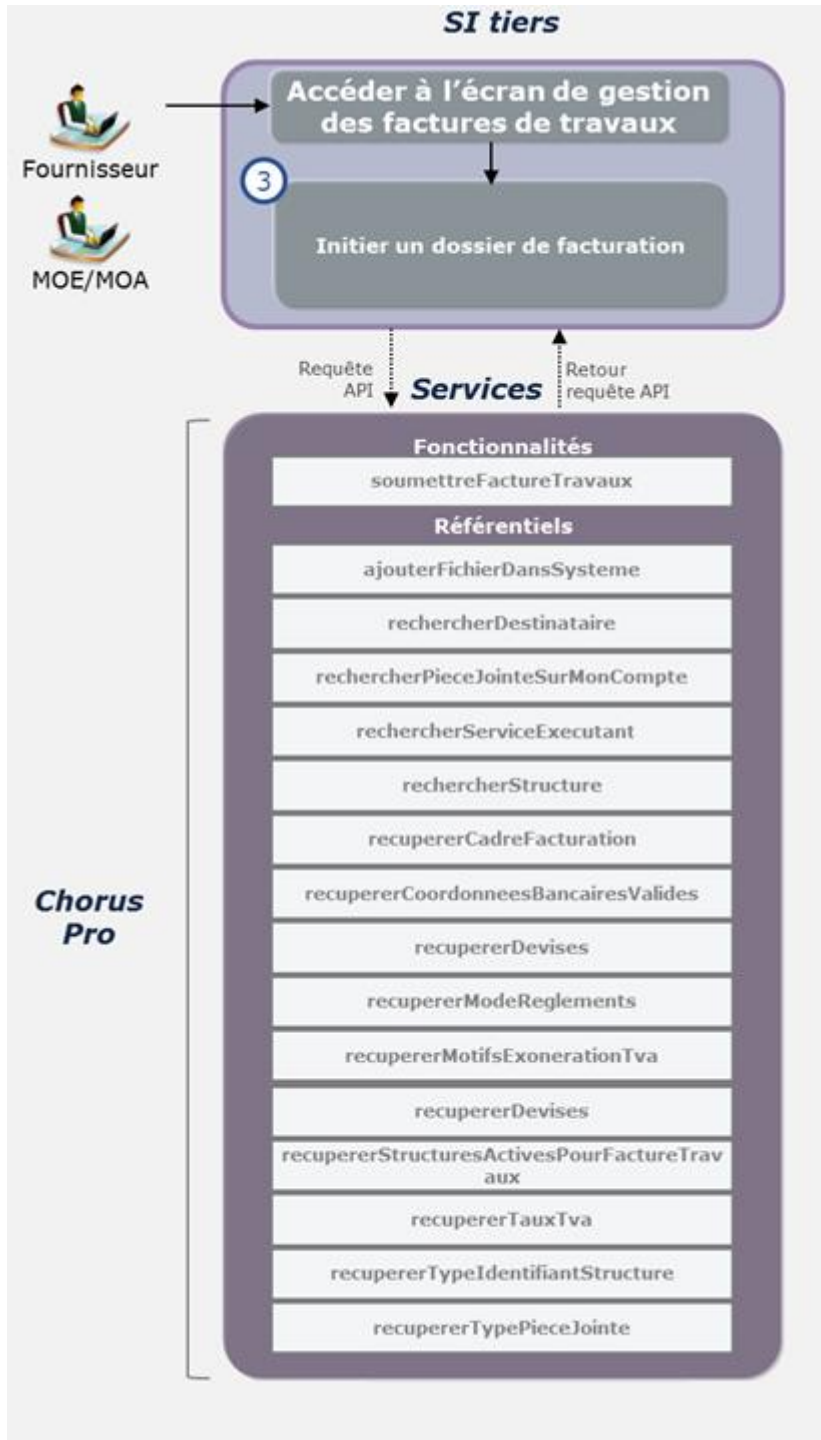 SI tiers
Accéder à l'écran de gestion
des factures de travaux
Fournisseur
3
Initier un dossier de facturation
MOE/MOA
Requête
API
Services
Retour
requête API
Fonctionnalités
soumettreFactureTravaux
Référentiels
ajouterFichierDansSysteme
rechercherDestinataire
rechercherPieceJointeSurMonCompte
rechercherServiceExecutant
rechercherStructure
recupererCadreFacturation
recupererCoordonneesBancairesValides
Chorus
Pro
recupererDevises
recupererModeReglements
recupererMotifsExonerationTva
recupererDevises
recupererStructuresActivesPourFactureTrav
aux
recupererTauxTva
recupererTypeIdentifiantStructure
recupererTypePieceJointe